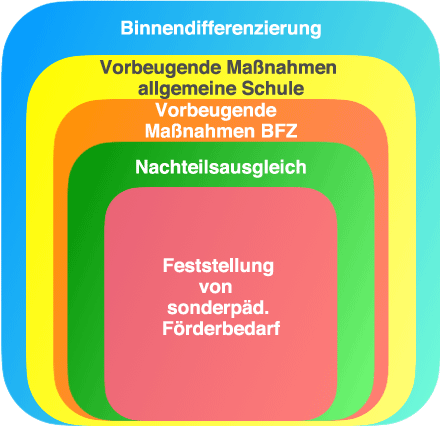 Binnendifferenzierung
Vorbeugende Maßnahmen
allgemeine Schule
Vorbeugende
Maßnahmen BFZ
Nachteilsausgleich
Feststellung
von
sonderpäd.
Förderbedarf